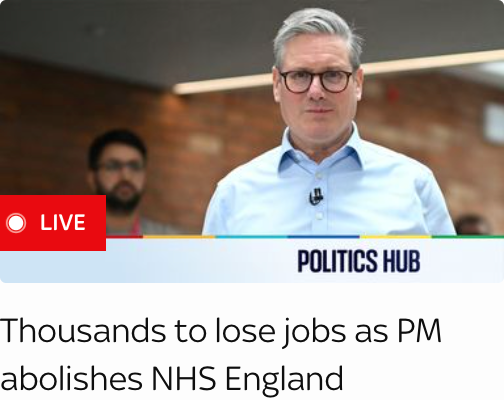 LIVE
POLITICS HUB
Thousands to lose jobs as PM
abolishes NHS England